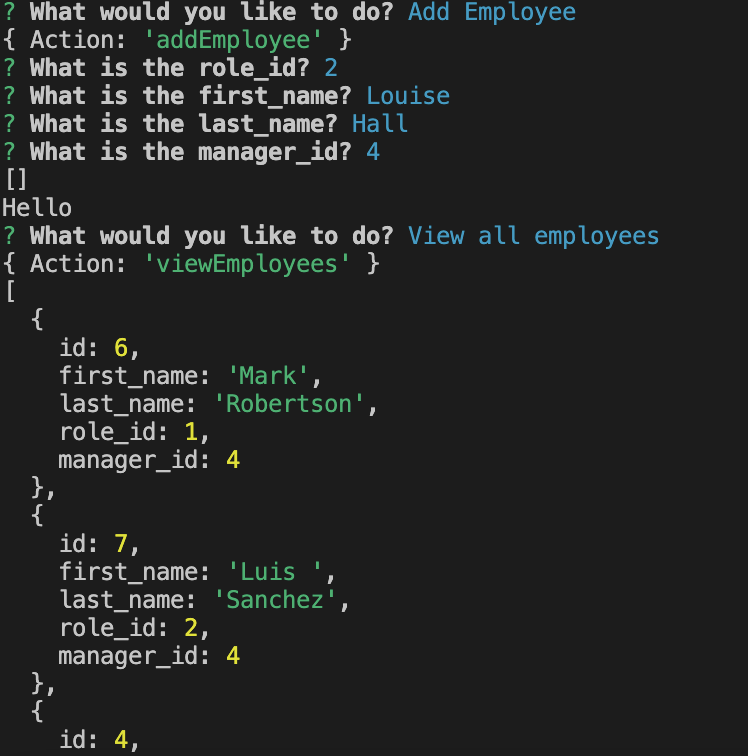 ? What would you like to do? Add Employee
{ Action: 'addEmployee' }
? What is the role_id? 2
? What is the first_name? Louise
? What is the last_name? Hall
? What is the manager_id? 4
[]
Hello
? What would you like to do? View all employees
{ Action: 'viewEmployees' }
[
  {
    id: 6,
    first_name: 'Mark',
    last_name: 'Robertson',
    role_id: 1,
    manager_id: 4
  },
  {
    id: 7,
    first_name: 'Luis ',
    last_name: 'Sanchez',
    role_id: 2,
    manager_id: 4
  },
  {
    id: 4,